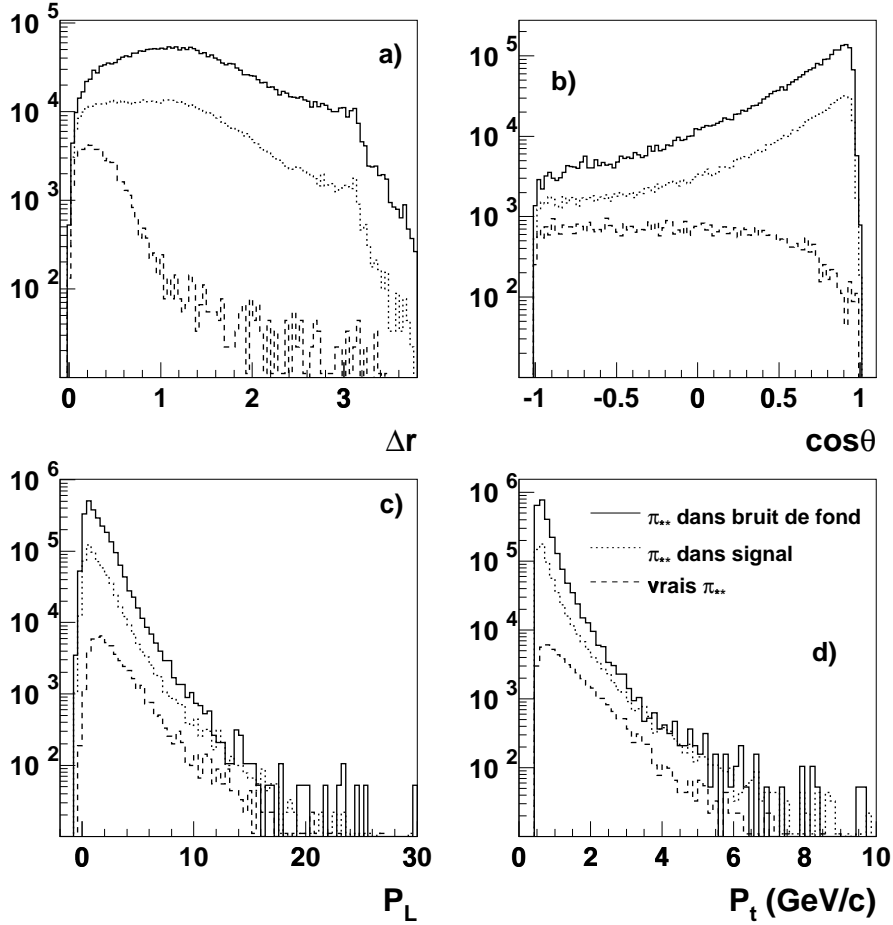 a)
10^5
10^4
10^3
10^2
0 1 2 3
Δr
b)
10^5
10^4
10^3
10^2
-1 -0.5 0 0.5 1
cosθ
c)
10^6
10^5
10^4
10^3
10^2
0 10 20 30
P_L
10^6
10^5
10^4
10^3
10^2
π** dans bruit de fond
π** dans signal
vrais π**
d)
0 2 4 6 8 10
P_t (GeV/c)